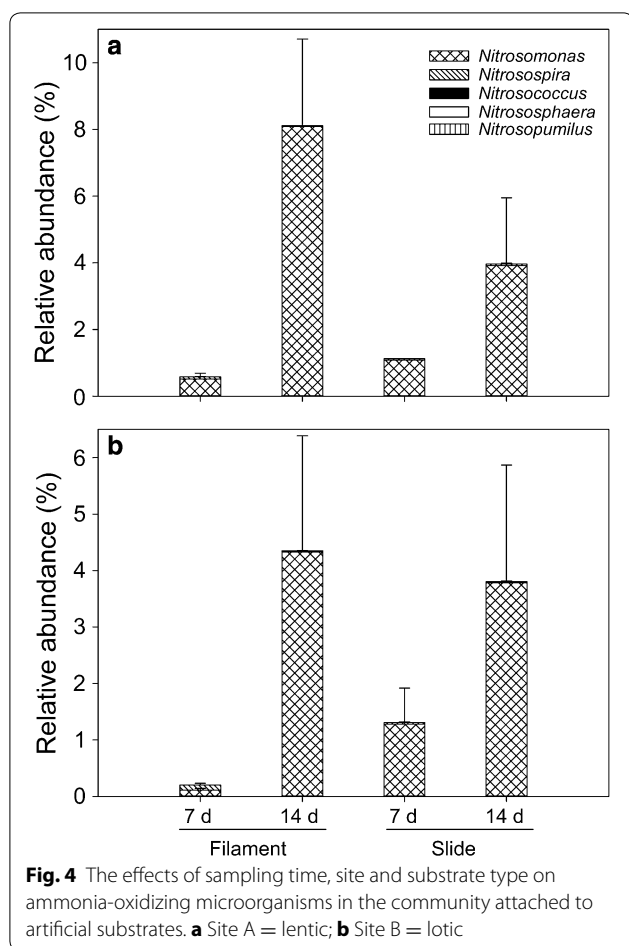 a
Relative abundance (%)
10
8
6
4
2
0
Nitrosomonas
Nitrosospira
Nitrosococcus
Nitrososphaera
Nitrosopumilus
b
Relative abundance (%)
6
5
4
3
2
1
0
7 d 14 d 7 d 14 d
Filament Slide
Fig. 4 The effects of sampling time, site and substrate type on
ammonia-oxidizing microorganisms in the community attached to
artificial substrates. a Site A = lentic; b Site B = lotic